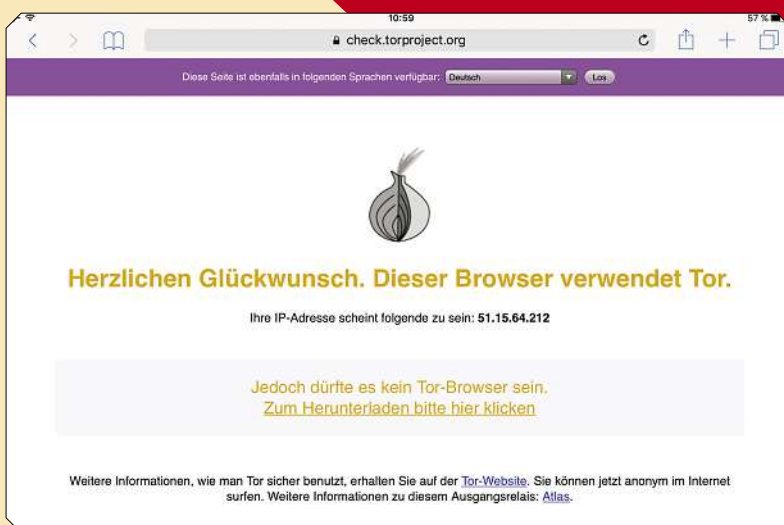 10:59
57 %
check.torproject.org
Diese Seite ist ebenfalls in folgenden Sprachen verfügbar: Deutsch Los
Herzlichen Glückwunsch. Dieser Browser verwendet Tor.
Ihre IP-Adresse scheint folgende zu sein: 51.15.64.212
Jedoch dürfte es kein Tor-Browser sein.
Zum Herunterladen bitte hier klicken
Weitere Informationen, wie man Tor sicher benutzt, erhalten Sie auf der Tor-Website. Sie können jetzt anonym im Internet
surfen. Weitere Informationen zu diesem Ausgangsrelais: Atlas.